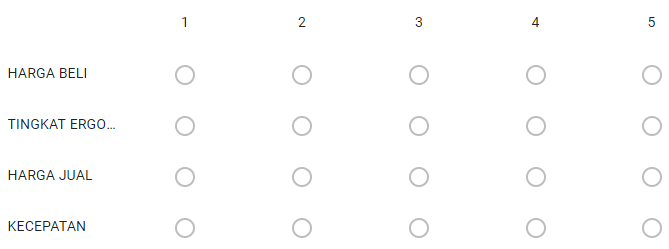 1 2 3 4 5
HARGA BELI
TINGKAT ERGO...
HARGA JUAL
KECEPATAN